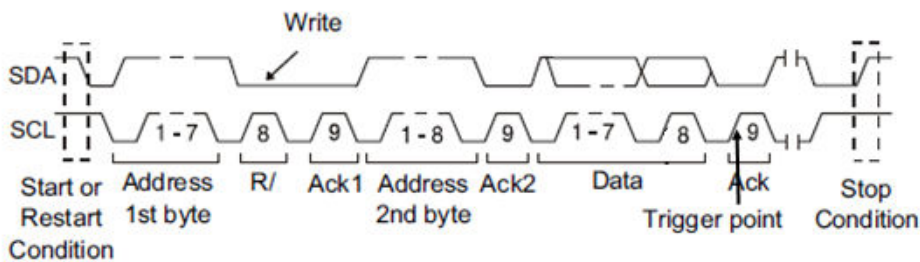 Write
SDA
SCL
1 - 7
8
9
1 - 8
9
1 - 7
8
9
Start or
Restart
Condition
Address
1st byte
R/
Ack1
Address
2nd byte
Ack2
Data
Ack
Trigger point
Stop
Condition